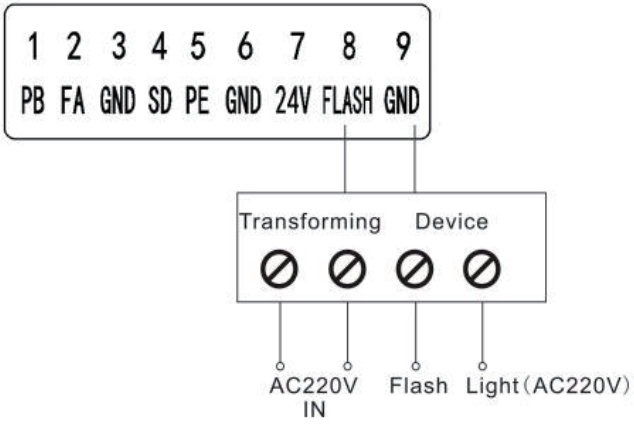 1 2 3 4 5 6 7 8 9
PB FA GND SD PE GND 24V FLASH GND
Transforming Device
AC220V Flash Light(AC220V)
IN